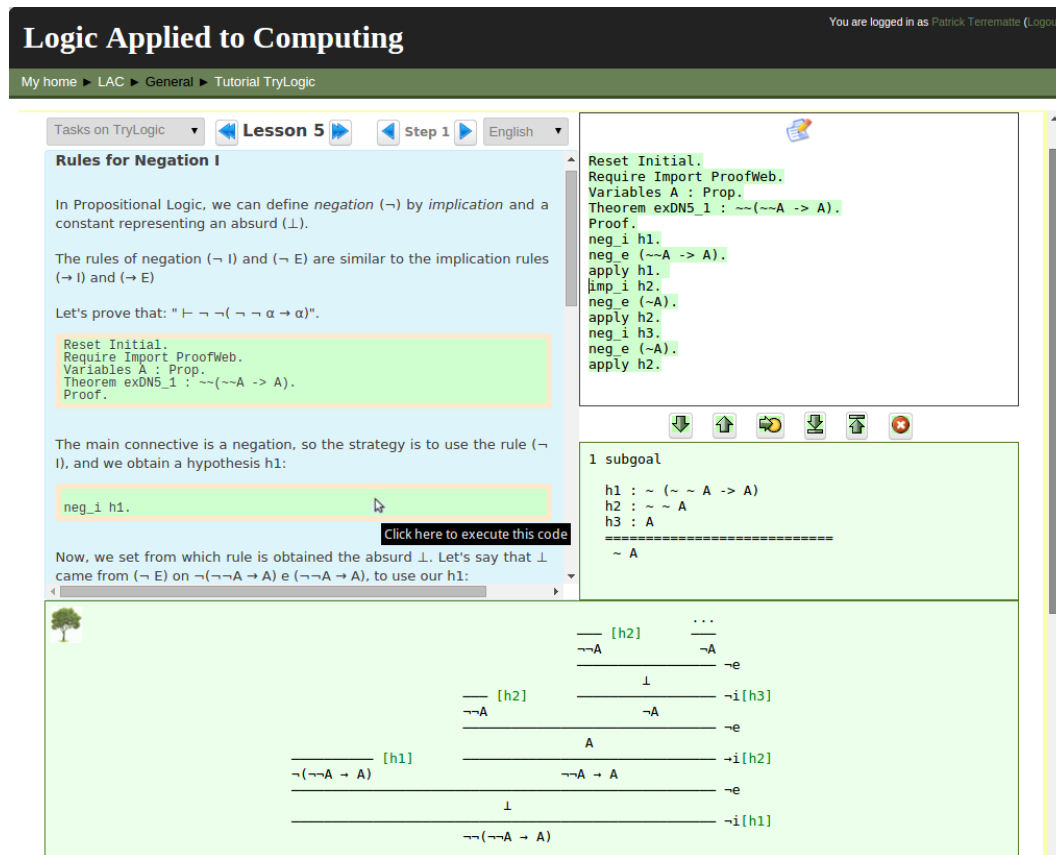 You are logged in as Patrick Terrematte (Logou
Logic Applied to Computing
My home ► LAC ► General ► Tutorial TryLogic
Tasks on TryLogic ▼ Lesson 5 Step 1 English ▼
Rules for Negation I
In Propositional Logic, we can define negation (¬) by implication and a
constant representing an absurd (⊥).
The rules of negation (¬ I) and (¬ E) are similar to the implication rules
(→ I) and (→ E)
Let's prove that: " ⊢ ¬ ¬( ¬ ¬ α → α)".
Reset Initial.
Require Import ProofWeb.
Variables A : Prop.
Theorem exDN5_1 : ~~(~~A -> A).
Proof.
The main connective is a negation, so the strategy is to use the rule (¬
I), and we obtain a hypothesis h1:
neg_i h1.
Click here to execute this code
Now, we set from which rule is obtained the absurd ⊥. Let's say that ⊥
came from (¬ E) on ¬(¬¬A → A) e (¬¬A → A), to use our h1:
Reset Initial.
Require Import ProofWeb.
Variables A : Prop.
Theorem exDN5_1 : ~~(~~A -> A).
Proof.
neg_i h1.
neg_e (~~A -> A).
apply h1.
imp_i h2.
neg_e (~A).
apply h2.
neg_i h3.
neg_e (~A).
apply h2.
1 subgoal
h1 : ~ (~ ~ A -> A)
h2 : ~ ~ A
h3 : A
============================
~ A
...
[h2]
¬¬A ¬A
¬e
⊥
[h2] ¬i[h3]
¬¬A ¬A
¬e
A
[h1] →i[h2]
¬(¬¬A → A) ¬¬A → A
¬e
⊥
¬i[h1]
¬¬(¬¬A → A)